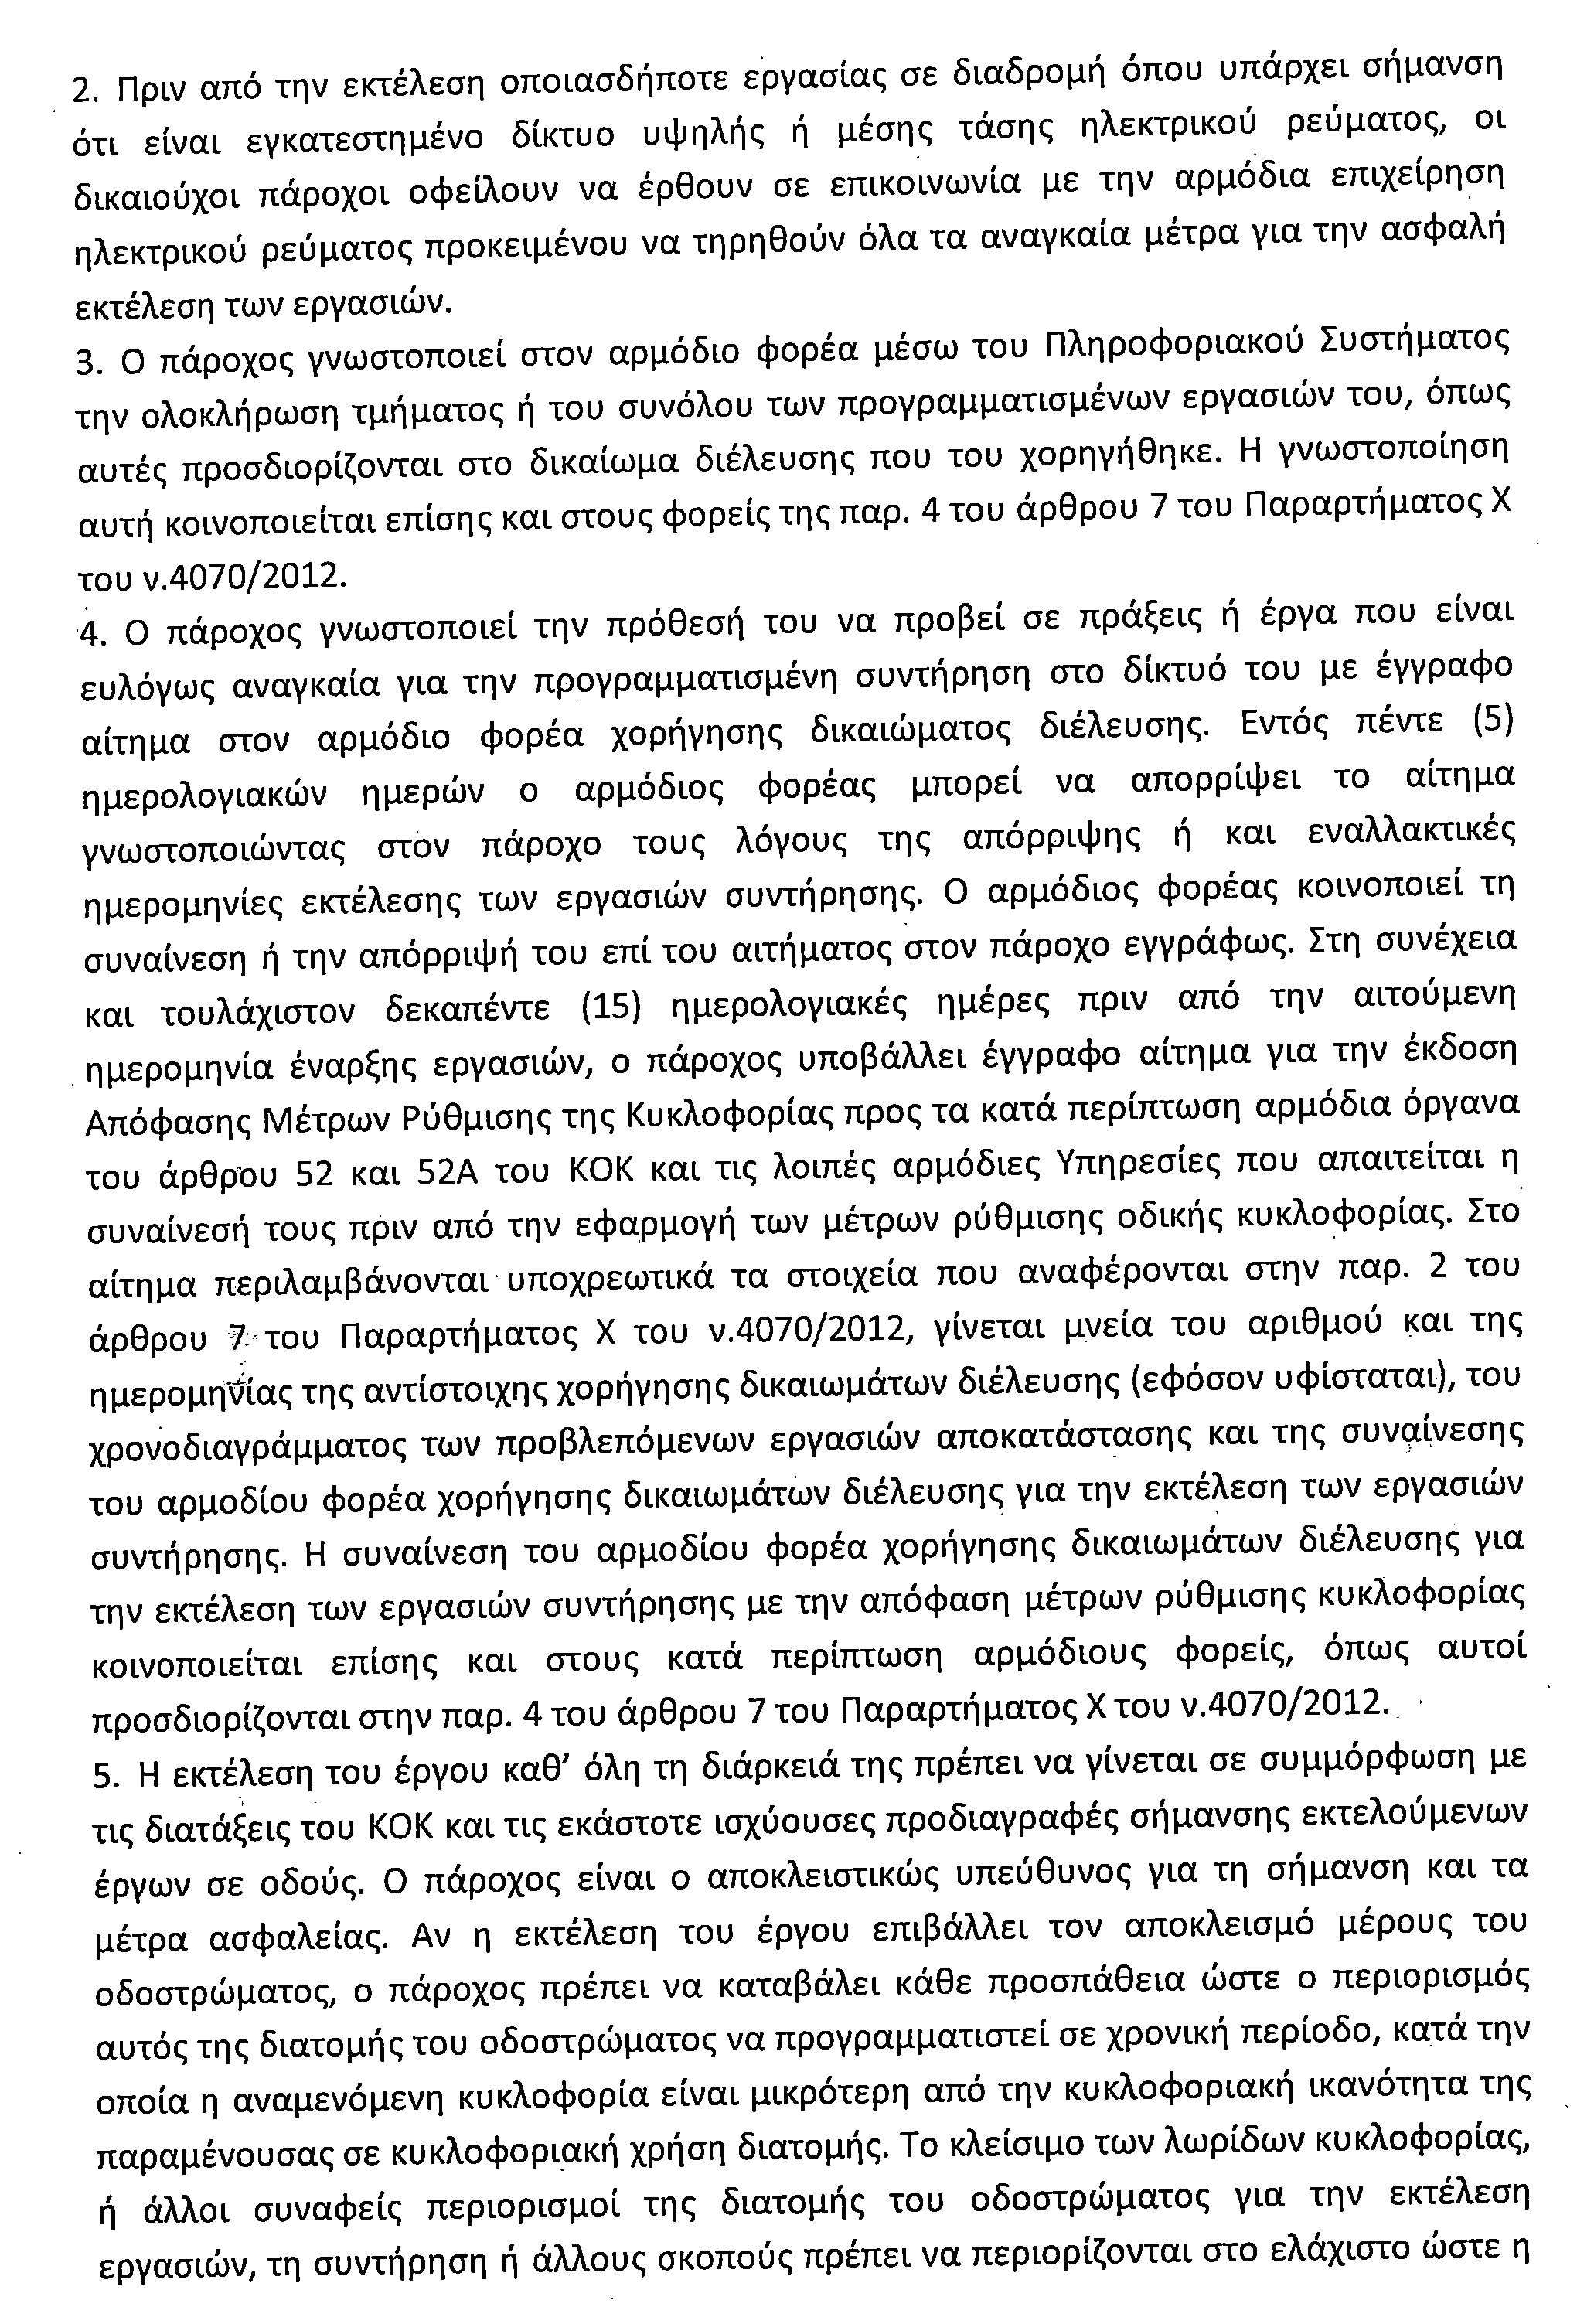 2. Πριν από την εκτέλεση οποιασδήποτε εργασίας σε διαδρομή όπου υπάρχει σήμανση
ότι είναι εγκατεστημένο δίκτυο υψηλής ή μέσης τάσης ηλεκτρικού ρεύματος, οι
δικαιούχοι πάροχοι οφείλουν να έρθουν σε επικοινωνία με την αρμόδια επιχείρηση
ηλεκτρικού ρεύματος προκειμένου να τηρηθούν όλα τα αναγκαία μέτρα για την ασφαλή
εκτέλεση των εργασιών.
3. Ο πάροχος γνωστοποιεί στον αρμόδιο φορέα μέσω του Πληροφοριακού Συστήματος
την ολοκλήρωση τμήματος ή του συνόλου των προγραμματισμένων εργασιών του, όπως
αυτές προσδιορίζονται στο δικαίωμα διέλευσης που του χορηγήθηκε. Η γνωστοποίηση
αυτή κοινοποιείται επίσης και στους φορείς της παρ. 4 του άρθρου 7 του Παραρτήματος Χ
του ν.4070/2012.
4. Ο πάροχος γνωστοποιεί την πρόθεσή του να προβεί σε πράξεις ή έργα που είναι
ευλόγως αναγκαία για την προγραμματισμένη συντήρηση στο δίκτυό του με έγγραφο
αίτημα στον αρμόδιο φορέα χορήγησης δικαιώματος διέλευσης. Εντός πέντε (5)
ημερολογιακών ημερών ο αρμόδιος φορέας μπορεί να απορρίψει το αίτημα
γνωστοποιώντας στον πάροχο τους λόγους της απόρριψης ή και εναλλακτικές
ημερομηνίες εκτέλεσης των εργασιών συντήρησης. Ο αρμόδιος φορέας κοινοποιεί τη
συναίνεση ή την απόρριψή του επί του αιτήματος στον πάροχο εγγράφως. Στη συνέχεια
και τουλάχιστον δεκαπέντε (15) ημερολογιακές ημέρες πριν από την αιτούμενη
ημερομηνία έναρξης εργασιών, ο πάροχος υποβάλλει έγγραφο αίτημα για την έκδοση
Απόφασης Μέτρων Ρύθμισης της Κυκλοφορίας προς τα κατά περίπτωση αρμόδια όργανα
του άρθρου 52 και 52Α του ΚΟΚ και τις λοιπές αρμόδιες Υπηρεσίες που απαιτείται η
συναίνεσή τους πριν από την εφαρμογή των μέτρων ρύθμισης οδικής κυκλοφορίας. Στο
αίτημα περιλαμβάνονται υποχρεωτικά τα στοιχεία που αναφέρονται στην παρ. 2 του
άρθρου 7 του Παραρτήματος Χ του ν.4070/2012, γίνεται μνεία του αριθμού και της
ημερομηνίας της αντίστοιχης χορήγησης δικαιωμάτων διέλευσης (εφόσον υφίσταται), του
χρονοδιαγράμματος των προβλεπόμενων εργασιών αποκατάστασης και της συναίνεσης
του αρμοδίου φορέα χορήγησης δικαιωμάτων διέλευσης για την εκτέλεση των εργασιών
συντήρησης. Η συναίνεση του αρμοδίου φορέα χορήγησης δικαιωμάτων διέλευσης για
την εκτέλεση των εργασιών συντήρησης με την απόφαση μέτρων ρύθμισης κυκλοφορίας
κοινοποιείται επίσης και στους κατά περίπτωση αρμόδιους φορείς, όπως αυτοί
προσδιορίζονται στην παρ. 4 του άρθρου 7 του Παραρτήματος Χ του ν.4070/2012.
5. Η εκτέλεση του έργου καθ’ όλη τη διάρκειά της πρέπει να γίνεται σε συμμόρφωση με
τις διατάξεις του ΚΟΚ και τις εκάστοτε ισχύουσες προδιαγραφές σήμανσης εκτελούμενων
έργων σε οδούς. Ο πάροχος είναι ο αποκλειστικώς υπεύθυνος για τη σήμανση και τα
μέτρα ασφαλείας. Αν η εκτέλεση του έργου επιβάλλει τον αποκλεισμό μέρους του
οδοστρώματος, ο πάροχος πρέπει να καταβάλει κάθε προσπάθεια ώστε ο περιορισμός
αυτός της διατομής του οδοστρώματος να προγραμματιστεί σε χρονική περίοδο, κατά την
οποία η αναμενόμενη κυκλοφορία είναι μικρότερη από την κυκλοφοριακή ικανότητα της
παραμένουσας σε κυκλοφοριακή χρήση διατομής. Το κλείσιμο των λωρίδων κυκλοφορίας,
ή άλλοι συναφείς περιορισμοί της διατομής του οδοστρώματος για την εκτέλεση
εργασιών, τη συντήρηση ή άλλους σκοπούς πρέπει να περιορίζονται στο ελάχιστο ώστε η